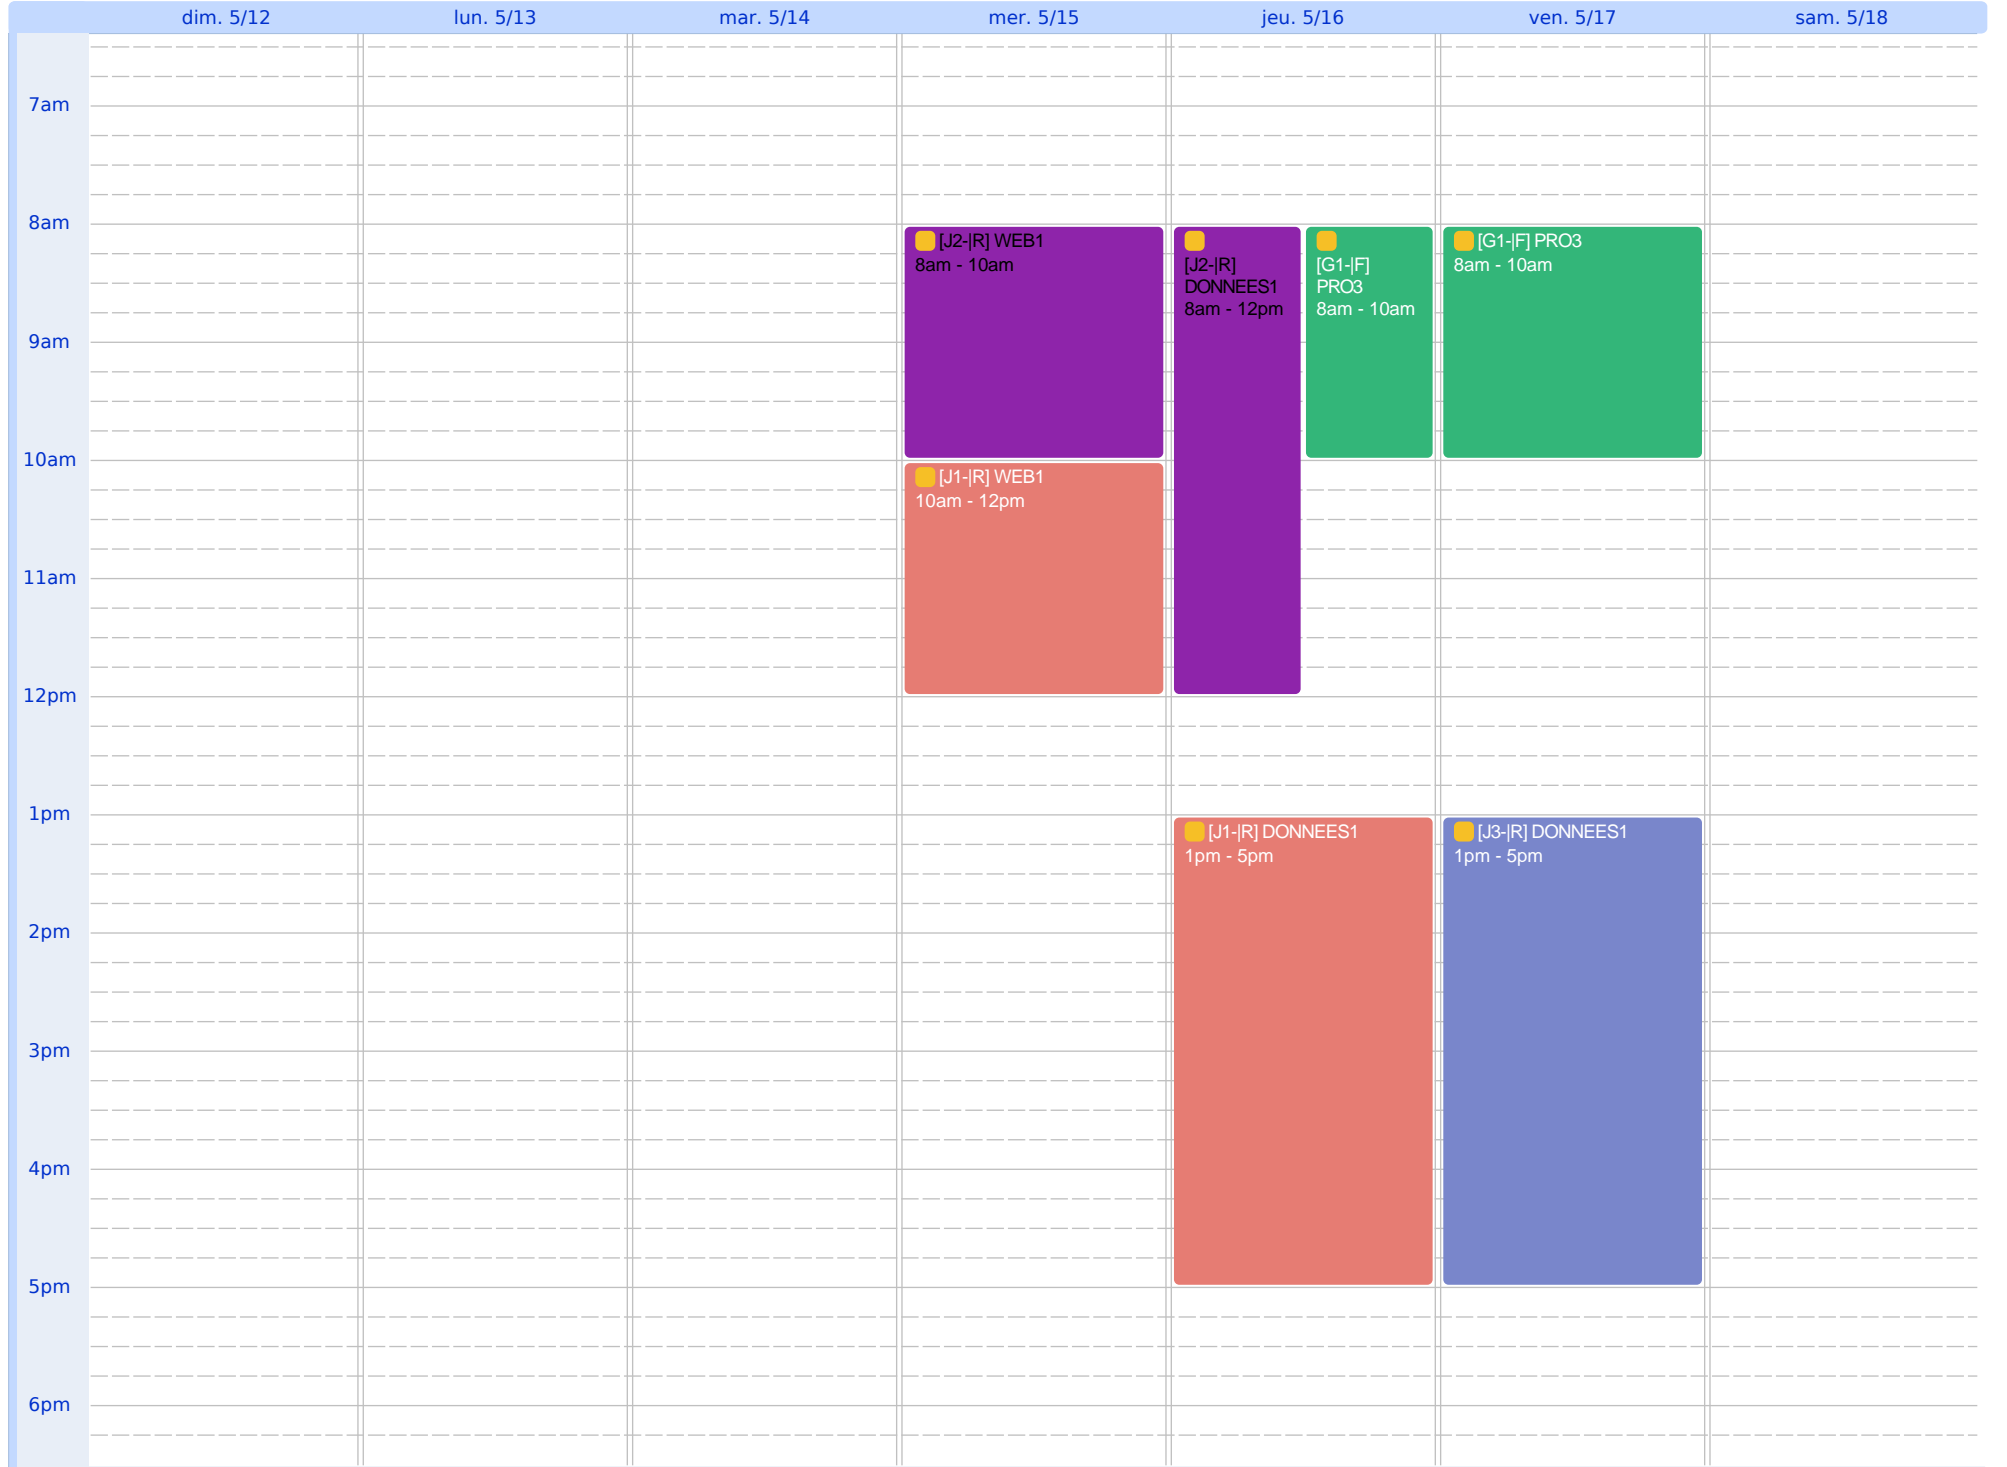 dim. 5/12
lun. 5/13
mar. 5/14
mer. 5/15
jeu. 5/16
ven. 5/17
sam. 5/18
7am
8am
9am
10am
11am
12pm
1pm
2pm
3pm
4pm
5pm
6pm
[J2-|R] WEB1
8am - 10am
[J1-|R] WEB1
10am - 12pm
[J2-|R]
DONNEES1
8am - 12pm
[G1-|F]
PRO3
8am - 10am
[J1-|R] DONNEES1
1pm - 5pm
[G1-|F] PRO3
8am - 10am
[J3-|R] DONNEES1
1pm - 5pm